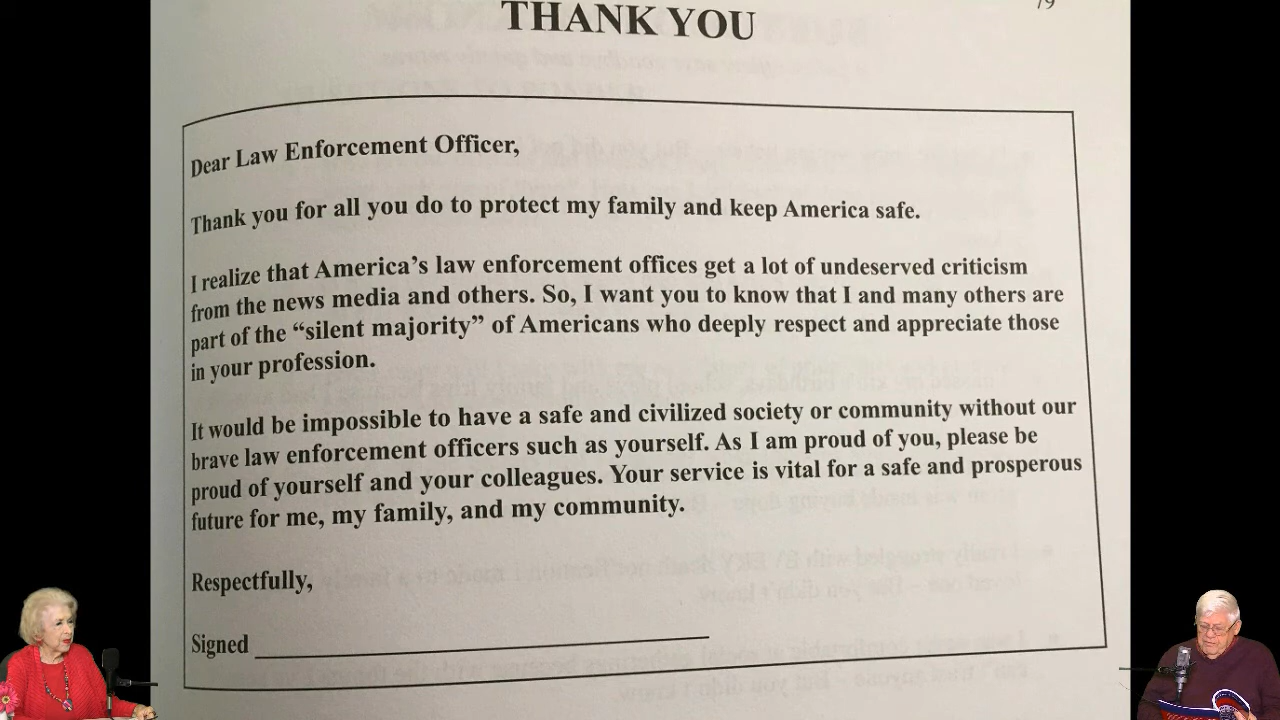 79
THANK YOU
Dear Law Enforcement Officer,
Thank you for all you do to protect my family and keep America safe.
I realize that America's law enforcement offices get a lot of undeserved criticism
from the news media and others. So, I want you to know that I and many others are
part of the “silent majority” of Americans who deeply respect and appreciate those
in your profession.
It would be impossible to have a safe and civilized society or community without our
brave law enforcement officers such as yourself. As I am proud of you, please be
proud of yourself and your colleagues. Your service is vital for a safe and prosperous
future for me, my family, and my community.
Respectfully,
Signed